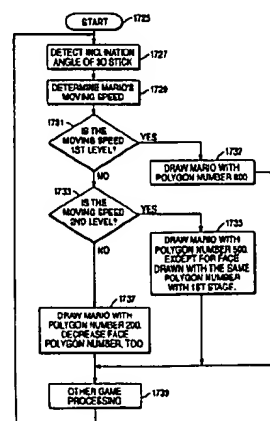 START
1725
DETECT INCLINATION
ANGLE OF 3D STICK
1727
DETERMINE MARIO'S
MOVING SPEED
1729
1731
IS THE
MOVING SPEED
1ST LEVEL?
YES
NO
1732
DRAW MARIO WITH
POLYGON NUMBER 800
1733
IS THE
MOVING SPEED
2ND LEVEL?
YES
NO
1735
DRAW MARIO WITH
POLYGON NUMBER 500,
EXCEPT FOR FACE
DRAWN WITH THE SAME
POLYGON NUMBER
WITH 1ST STAGE.
1737
DRAW MARIO WITH
POLYGON NUMBER 200,
DECREASE FACE
POLYGON NUMBER, TOO
OTHER GAME
PROCESSING
1739